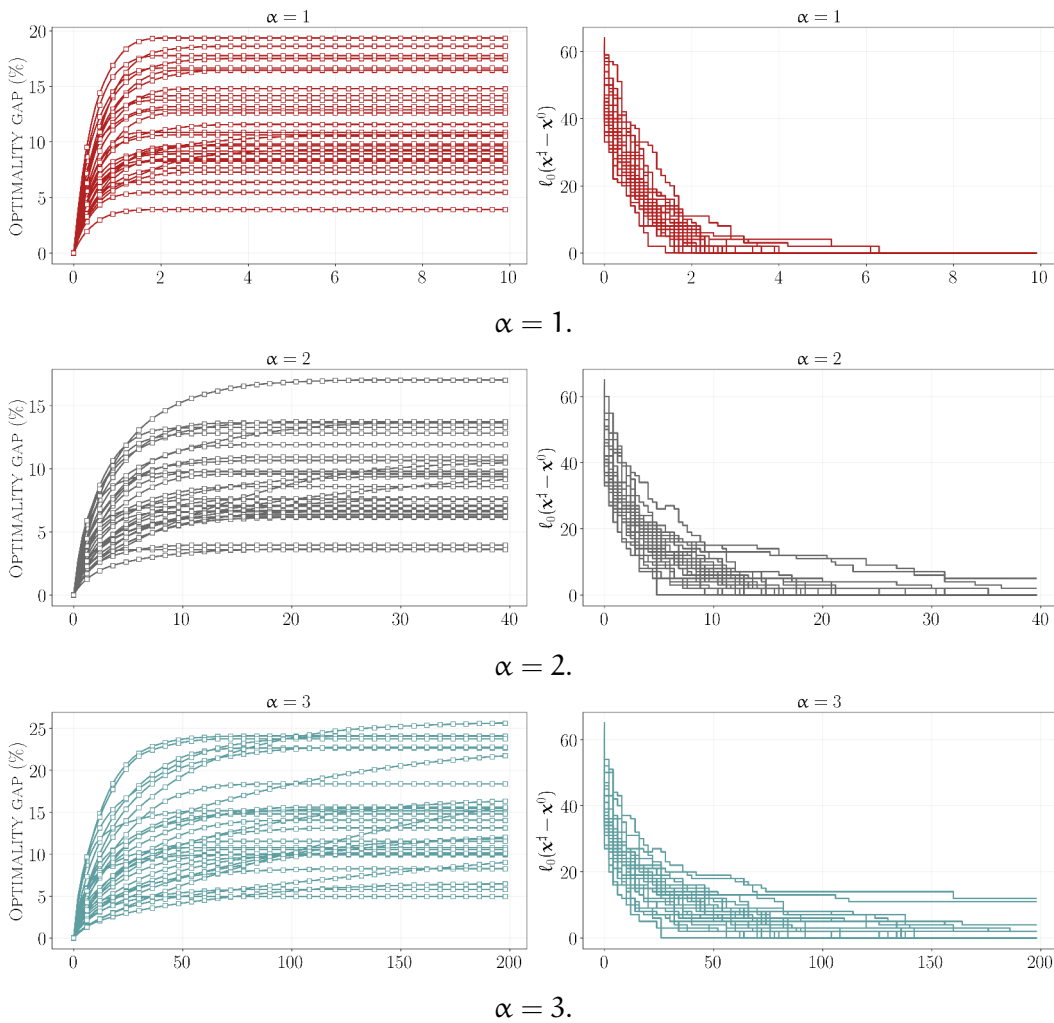 α = 1
α = 1
OPTIMALITY GAP (%)
20
15
10
5
0
0 2 4 6 8 10
ℓ₀(x^♮ − x⁰)
60
40
20
0
0 2 4 6 8 10
α = 1.
α = 2
α = 2
OPTIMALITY GAP (%)
15
10
5
0
0 10 20 30 40
ℓ₀(x^♮ − x⁰)
60
40
20
0
0 10 20 30 40
α = 2.
α = 3
α = 3
OPTIMALITY GAP (%)
25
20
15
10
5
0
0 50 100 150 200
ℓ₀(x^♮ − x⁰)
60
40
20
0
0 50 100 150 200
α = 3.